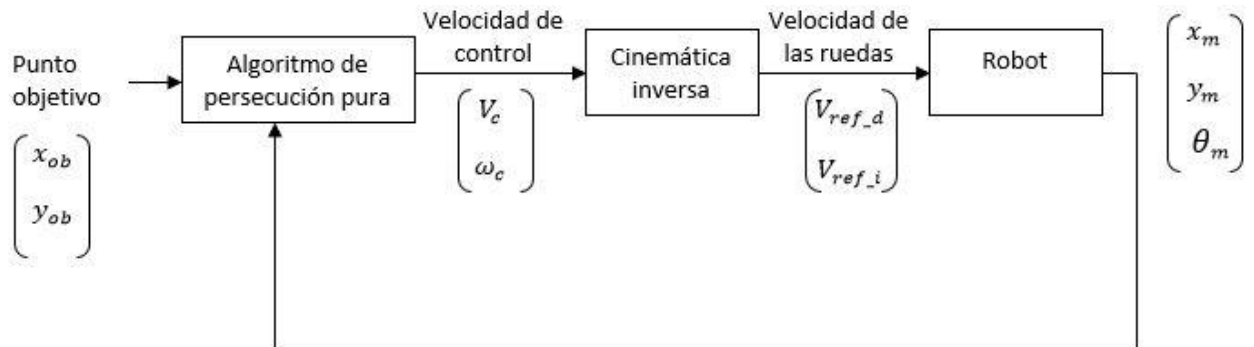 Punto
objetivo
x_ob
y_ob
Algoritmo de
persecución pura
Velocidad de
control
V_c
ω_c
Cinemática
inversa
Velocidad de
las ruedas
V_ref_d
V_ref_i
Robot
x_m
y_m
θ_m